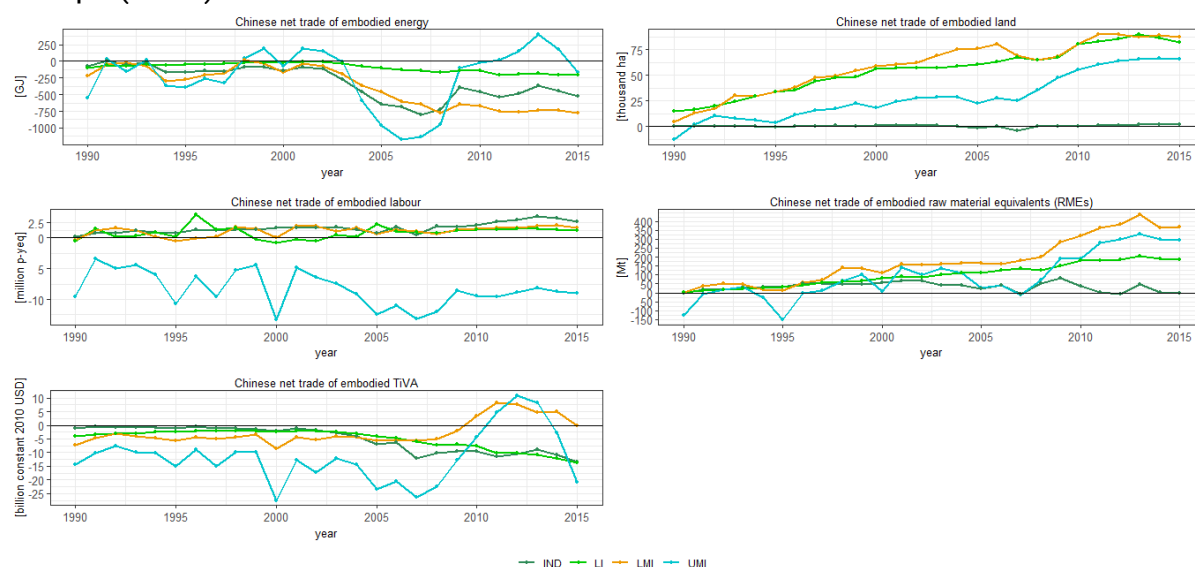 Chinese net trade of embodied energy
250
0
-250
-500
-750
-1000
[GJ]
1990 1995 2000 2005 2010 2015
year
Chinese net trade of embodied land
75
50
25
0
[thousand ha]
1990 1995 2000 2005 2010 2015
year
Chinese net trade of embodied labour
2.5
0
5
-10
[million p-yeq]
1990 1995 2000 2005 2010 2015
year
Chinese net trade of embodied raw material equivalents (RMEs)
400
350
300
250
200
150
100
50
0
-50
-100
-150
[Mt]
1990 1995 2000 2005 2010 2015
year
Chinese net trade of embodied TiVA
10
5
0
-5
-10
-15
-20
-25
[billion constant 2010 USD]
1990 1995 2000 2005 2010 2015
year
IND LI LMI UMI